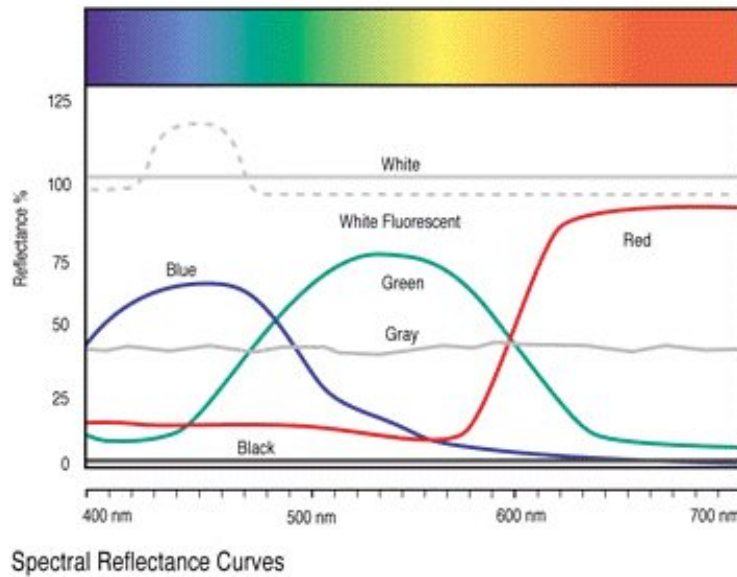 125
100
75
50
25
0
Reflectance %
White
White Fluorescent
Red
Blue
Green
Gray
Black
400 nm 500 nm 600 nm 700 nm
Spectral Reflectance Curves